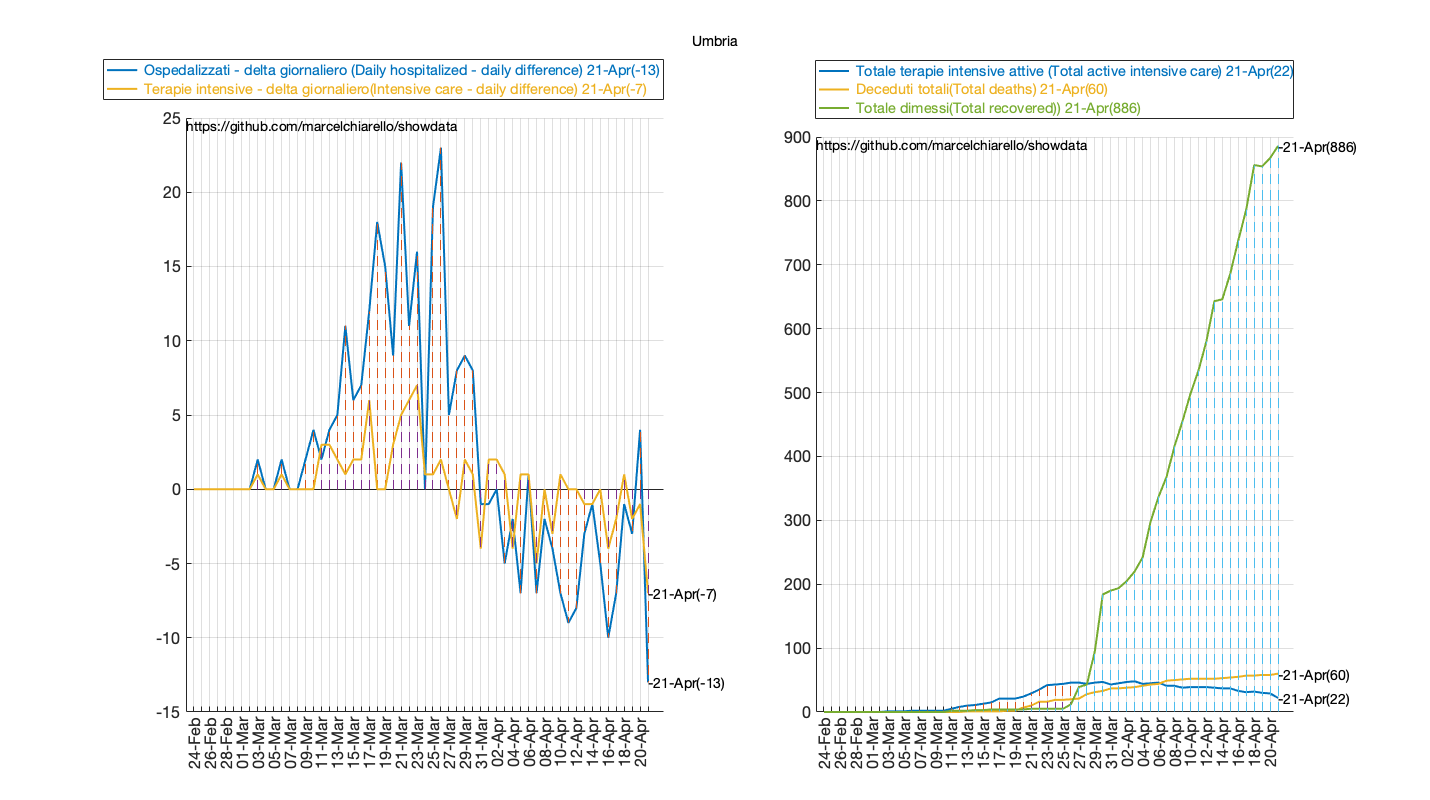 Umbria
Ospedalizzati - delta giornaliero (Daily hospitalized - daily difference) 21-Apr(-13)
Terapie intensive - delta giornaliero(Intensive care - daily difference) 21-Apr(-7)
https://github.com/marcelchiarello/showdata
25
20
15
10
5
0
-5
-10
-15
-21-Apr(-7)
-21-Apr(-13)
24-Feb
26-Feb
28-Feb
01-Mar
03-Mar
05-Mar
07-Mar
09-Mar
11-Mar
13-Mar
15-Mar
17-Mar
19-Mar
21-Mar
23-Mar
25-Mar
27-Mar
29-Mar
31-Mar
02-Apr
04-Apr
06-Apr
08-Apr
10-Apr
12-Apr
14-Apr
16-Apr
18-Apr
20-Apr
Totale terapie intensive attive (Total active intensive care) 21-Apr(22)
Deceduti totali(Total deaths) 21-Apr(60)
Totale dimessi(Total recovered)) 21-Apr(886)
https://github.com/marcelchiarello/showdata
900
800
700
600
500
400
300
200
100
0
-21-Apr(886)
-21-Apr(60)
-21-Apr(22)
24-Feb
26-Feb
28-Feb
01-Mar
03-Mar
05-Mar
07-Mar
09-Mar
11-Mar
13-Mar
15-Mar
17-Mar
19-Mar
21-Mar
23-Mar
25-Mar
27-Mar
29-Mar
31-Mar
02-Apr
04-Apr
06-Apr
08-Apr
10-Apr
12-Apr
14-Apr
16-Apr
18-Apr
20-Apr